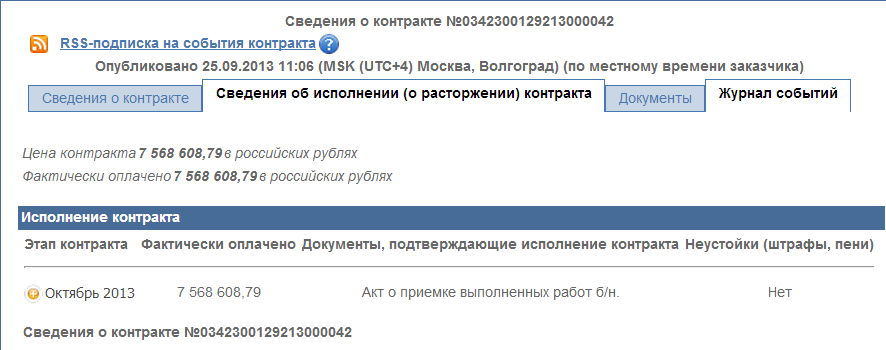 Сведения о контракте №0342300129213000042
RSS-подписка на события контракта ?
Опубликовано 25.09.2013 11:06 (MSK (UTC+4) Москва, Волгоград) (по местному времени заказчика)
Сведения о контракте Сведения об исполнении (о расторжении) контракта Документы Журнал событий
Цена контракта 7 568 608,79 в российских рублях
Фактически оплачено 7 568 608,79 в российских рублях
Исполнение контракта
Этап контракта Фактически оплачено Документы, подтверждающие исполнение контракта Неустойки (штрафы, пени)
Октябрь 2013 7 568 608,79 Акт о приемке выполненных работ б/н. Нет
Сведения о контракте №0342300129213000042